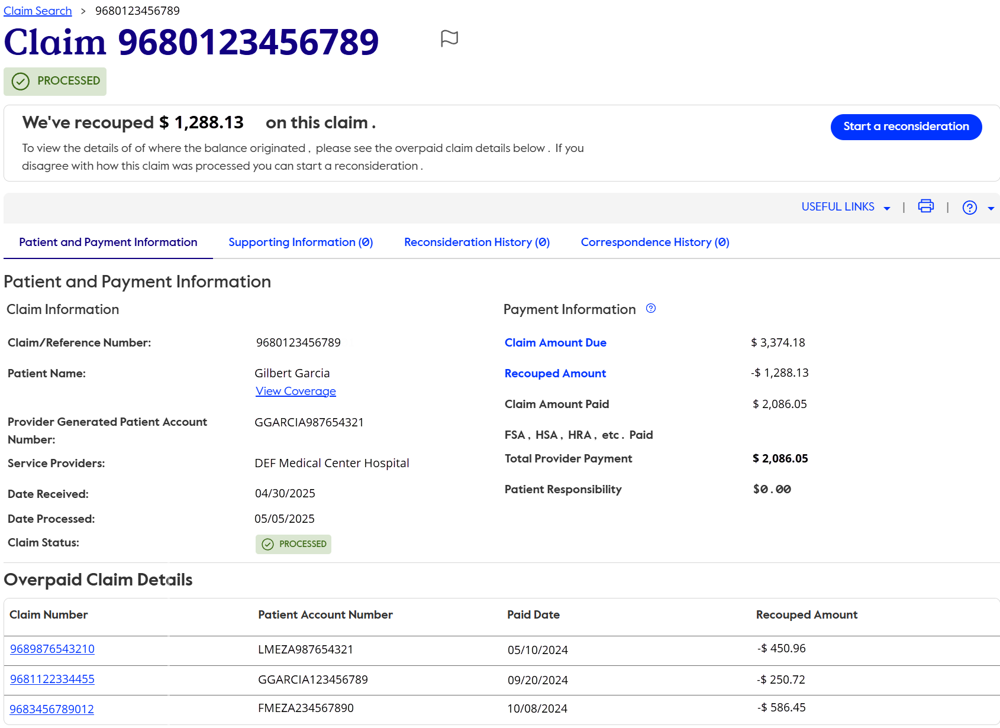 Claim Search > 9680123456789
Claim 9680123456789
PROCESSED
We've recouped $ 1,288.13 on this claim .
Start a reconsideration
To view the details of of where the balance originated , please see the overpaid claim details below . If you
disagree with how this claim was processed you can start a reconsideration .
USEFUL LINKS | | ?
Patient and Payment Information Supporting Information (0) Reconsideration History (0) Correspondence History (0)
Patient and Payment Information
Claim Information
Claim/Reference Number: 9680123456789
Patient Name: Gilbert Garcia
View Coverage
Provider Generated Patient Account GGARCIA987654321
Number:
Service Providers: DEF Medical Center Hospital
Date Received: 04/30/2025
Date Processed: 05/05/2025
Claim Status: PROCESSED
Payment Information ?
Claim Amount Due $ 3,374.18
Recouped Amount -$ 1,288.13
Claim Amount Paid $ 2,086.05
FSA , HSA , HRA , etc . Paid
Total Provider Payment $ 2,086.05
Patient Responsibility $0 . 00
Overpaid Claim Details
Claim Number Patient Account Number Paid Date Recouped Amount
9689876543210 LMEZA987654321 05/10/2024 -$ 450.96
9681122334455 GGARCIA123456789 09/20/2024 -$ 250.72
9683456789012 FMEZA234567890 10/08/2024 -$ 586.45